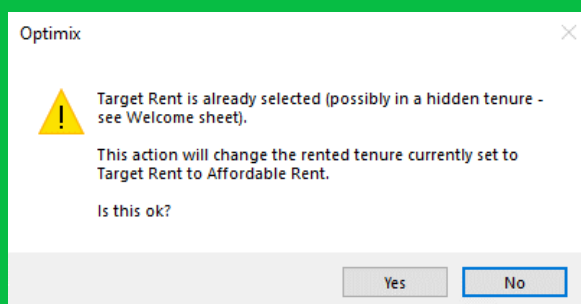 Optimix
Target Rent is already selected (possibly in a hidden tenure -
see Welcome sheet).
This action will change the rented tenure currently set to
Target Rent to Affordable Rent.
Is this ok?
Yes
No